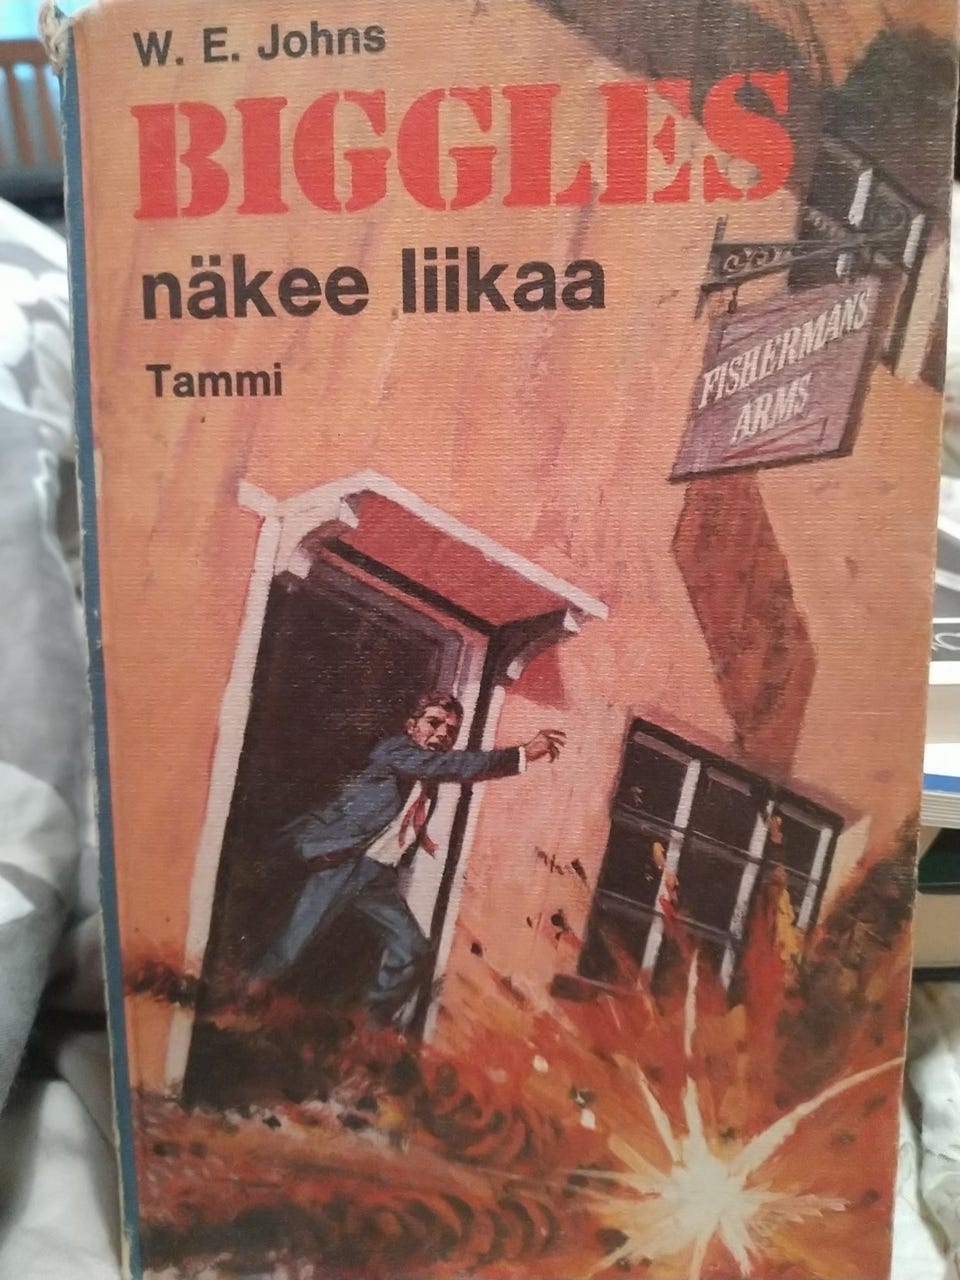 W. E. Johns
BIGGLES
näkee liikaa
Tammi
FISHERMANS
ARMS